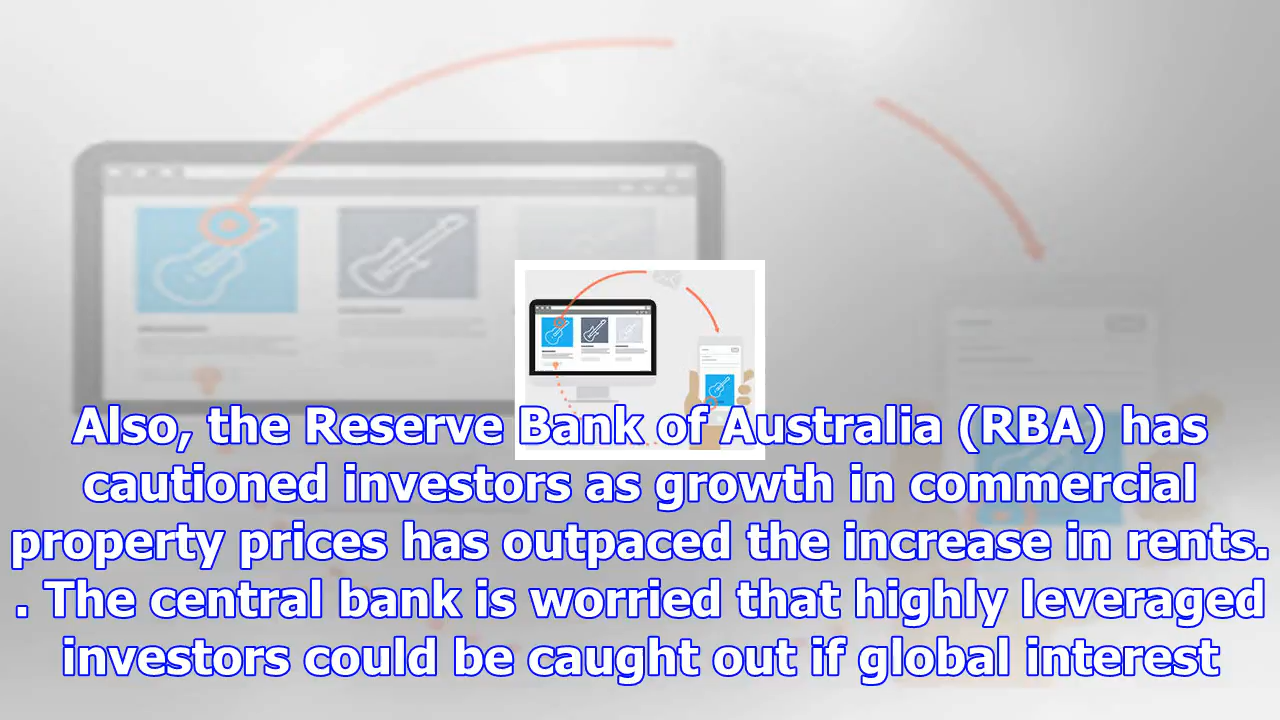 Also, the Reserve Bank of Australia (RBA) has
cautioned investors as growth in commercial
property prices has outpaced the increase in rents.
. The central bank is worried that highly leveraged
investors could be caught out if global interest